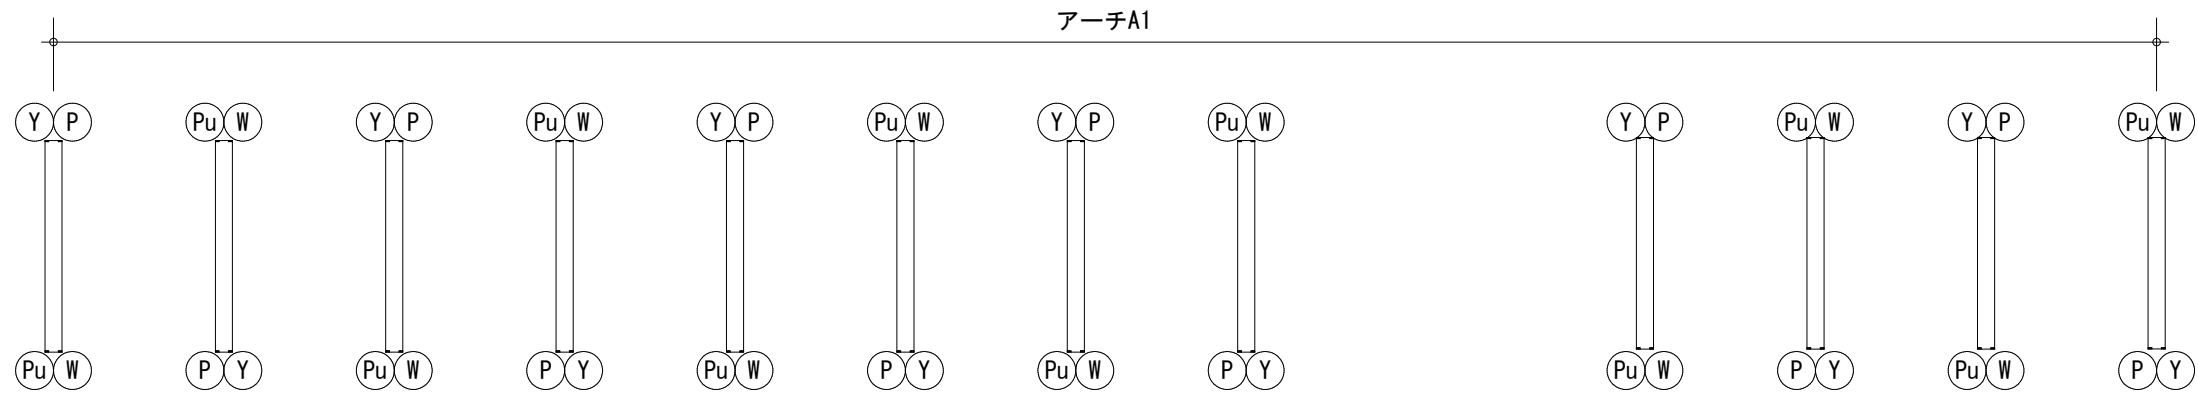 アーチA1
Y P Pu W Y P Pu W Y P Pu W Y P Pu W Y P Pu W Y P Pu W
Pu W P Y Pu W P Y Pu W P Y Pu W P Y Pu W P Y Pu W P Y